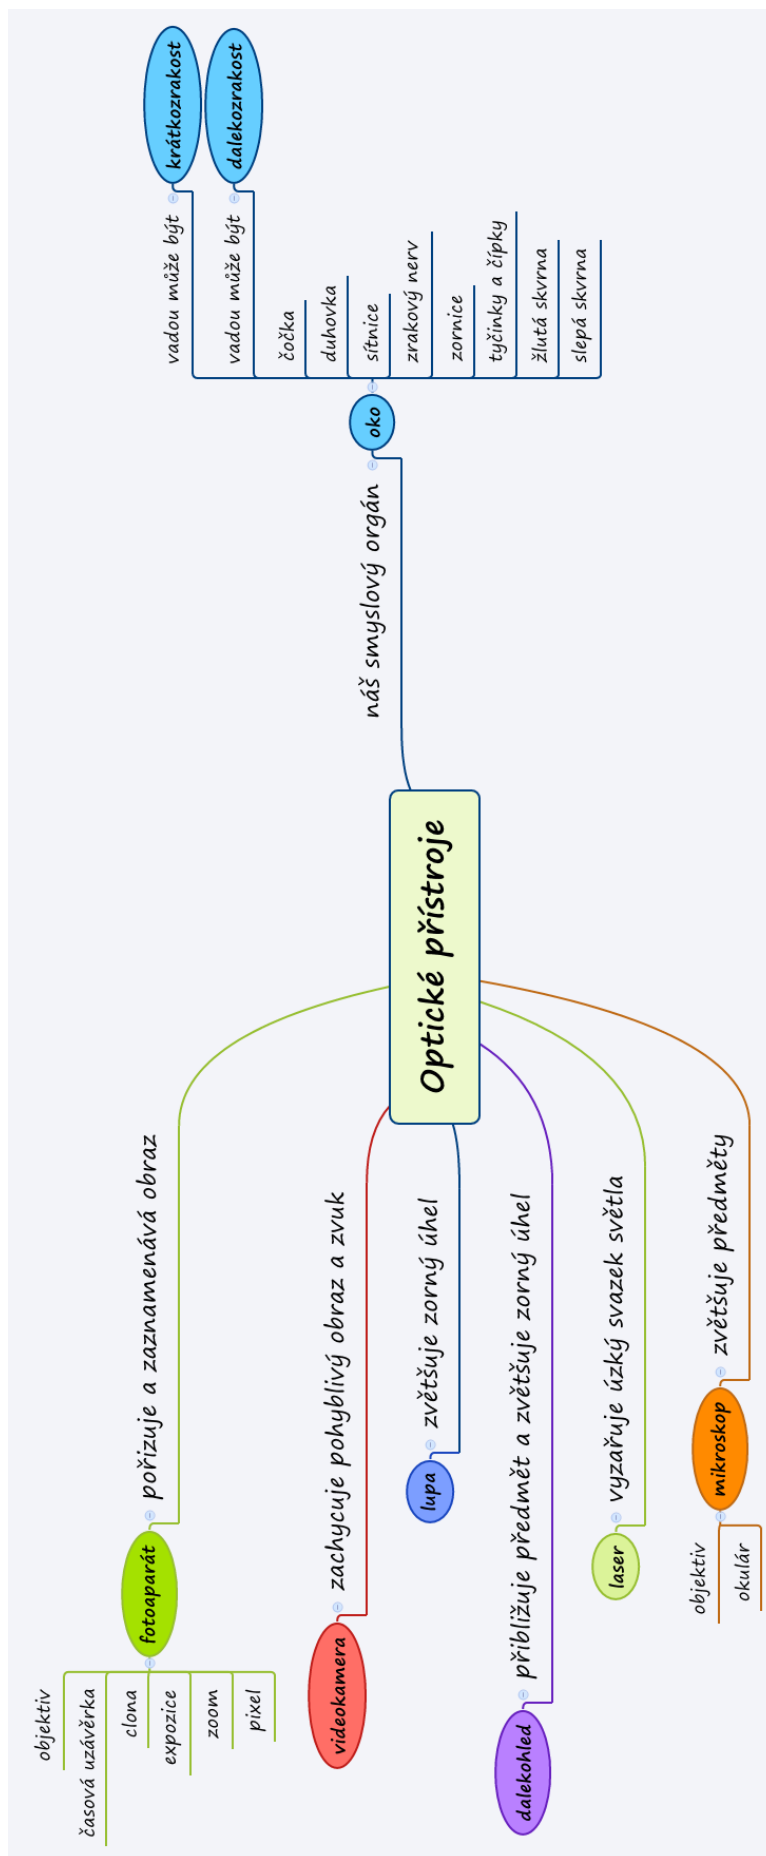 Optické přístroje
pořizuje a zaznamenává obraz
fotoaparát
objektiv
časová uzávěrka
clona
expozice
zoom
pixel
zachycuje pohyblivý obraz a zvuk
videokamera
zvětšuje zorný úhel
lupa
přibližuje předmět a zvětšuje zorný úhel
dalekohled
vyzařuje úzký svazek světla
laser
zvětšuje předměty
mikroskop
objektiv
okulár
náš smyslový orgán
oko
vadou může být
krátkozrakost
vadou může být
dalekozrakost
čočka
duhovka
sítnice
zrakový nerv
zornice
tyčinky a čípky
žlutá skvrna
slepá skvrna